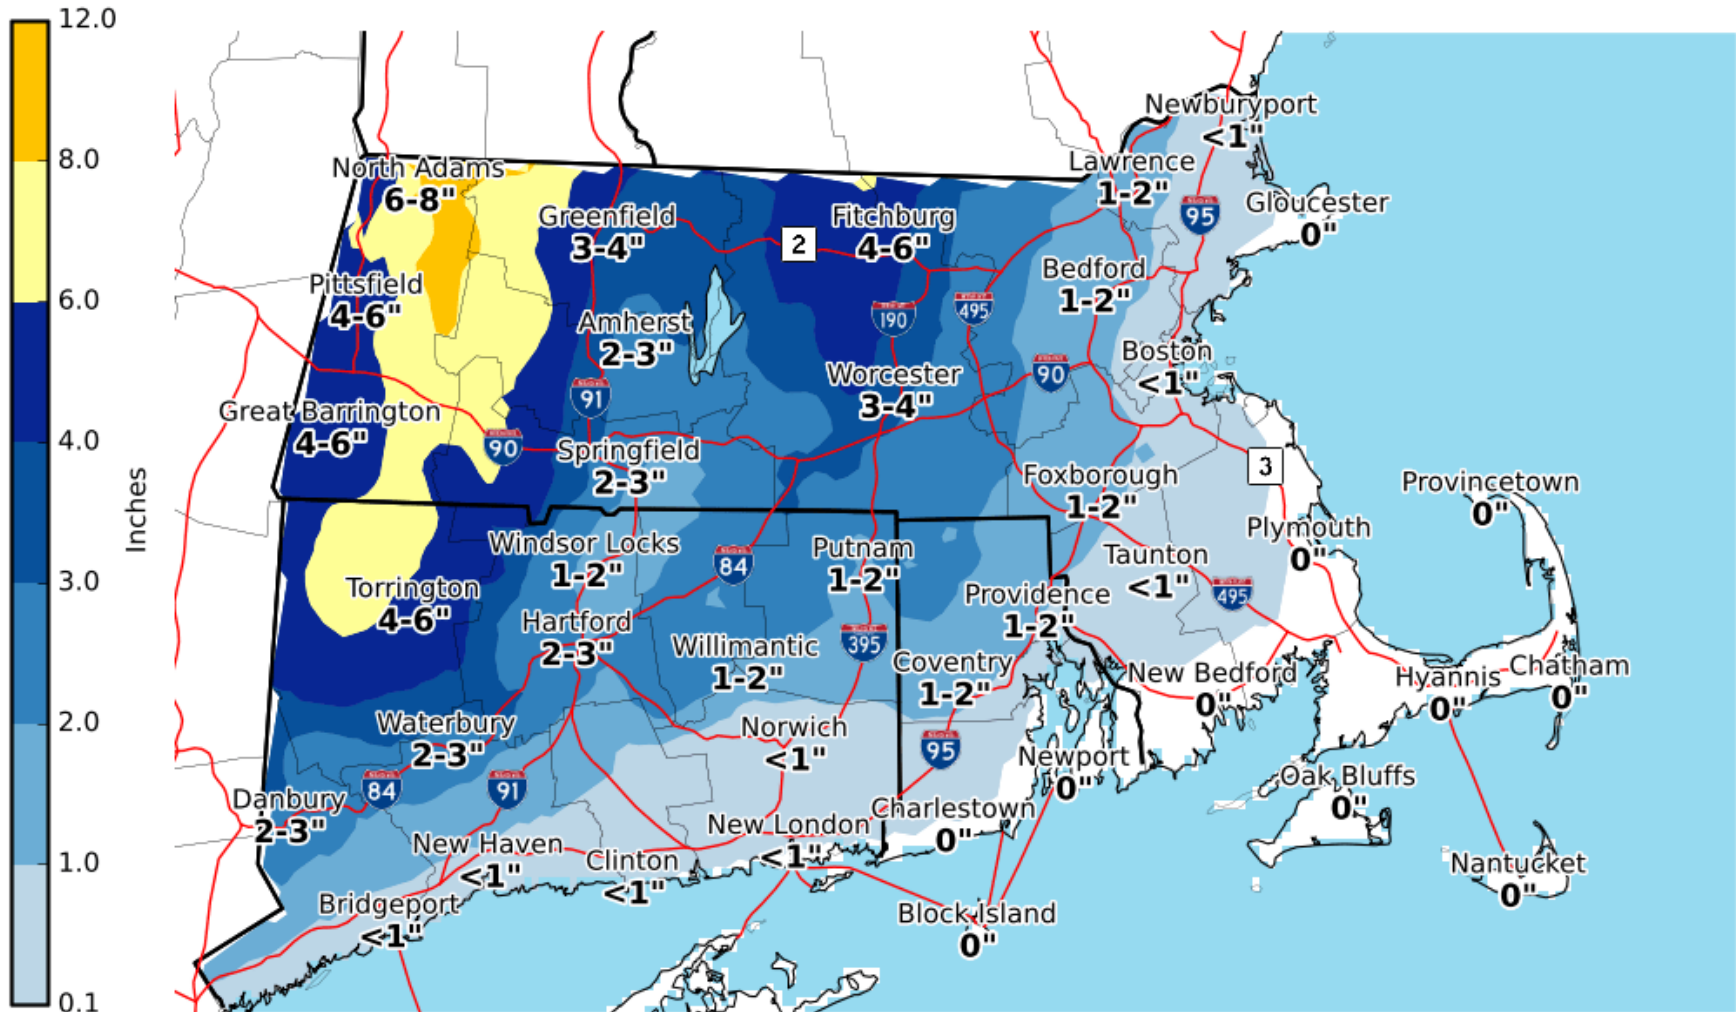 12.0
8.0
6.0
4.0
3.0
2.0
1.0
0.1
Inches
Newburyport
<1"
North Adams
6-8"
Lawrence
1-2"
Greenfield
3-4"
2
Fitchburg
4-6"
95
Gloucester
0"
Pittsfield
4-6"
Bedford
1-2"
Amherst
2-3"
190
495
Boston
<1"
Worcester
3-4"
90
91
Great Barrington
4-6"
90
Springfield
2-3"
3
Foxborough
1-2"
Provincetown
0"
Plymouth
0"
Windsor Locks
1-2"
84
Putnam
1-2"
Taunton
<1"
495
Torrington
4-6"
Providence
1-2"
Hartford
2-3"
395
Willimantic
1-2"
Coventry
1-2"
New Bedford
0"
Hyannis
0"
Chatham
0"
Waterbury
2-3"
Norwich
<1"
95
Newport
0"
84
91
Oak Bluffs
0"
Danbury
2-3"
Charlestown
0"
New London
<1"
New Haven
<1"
Clinton
<1"
Nantucket
0"
Bridgeport
<1"
Block Island
0"